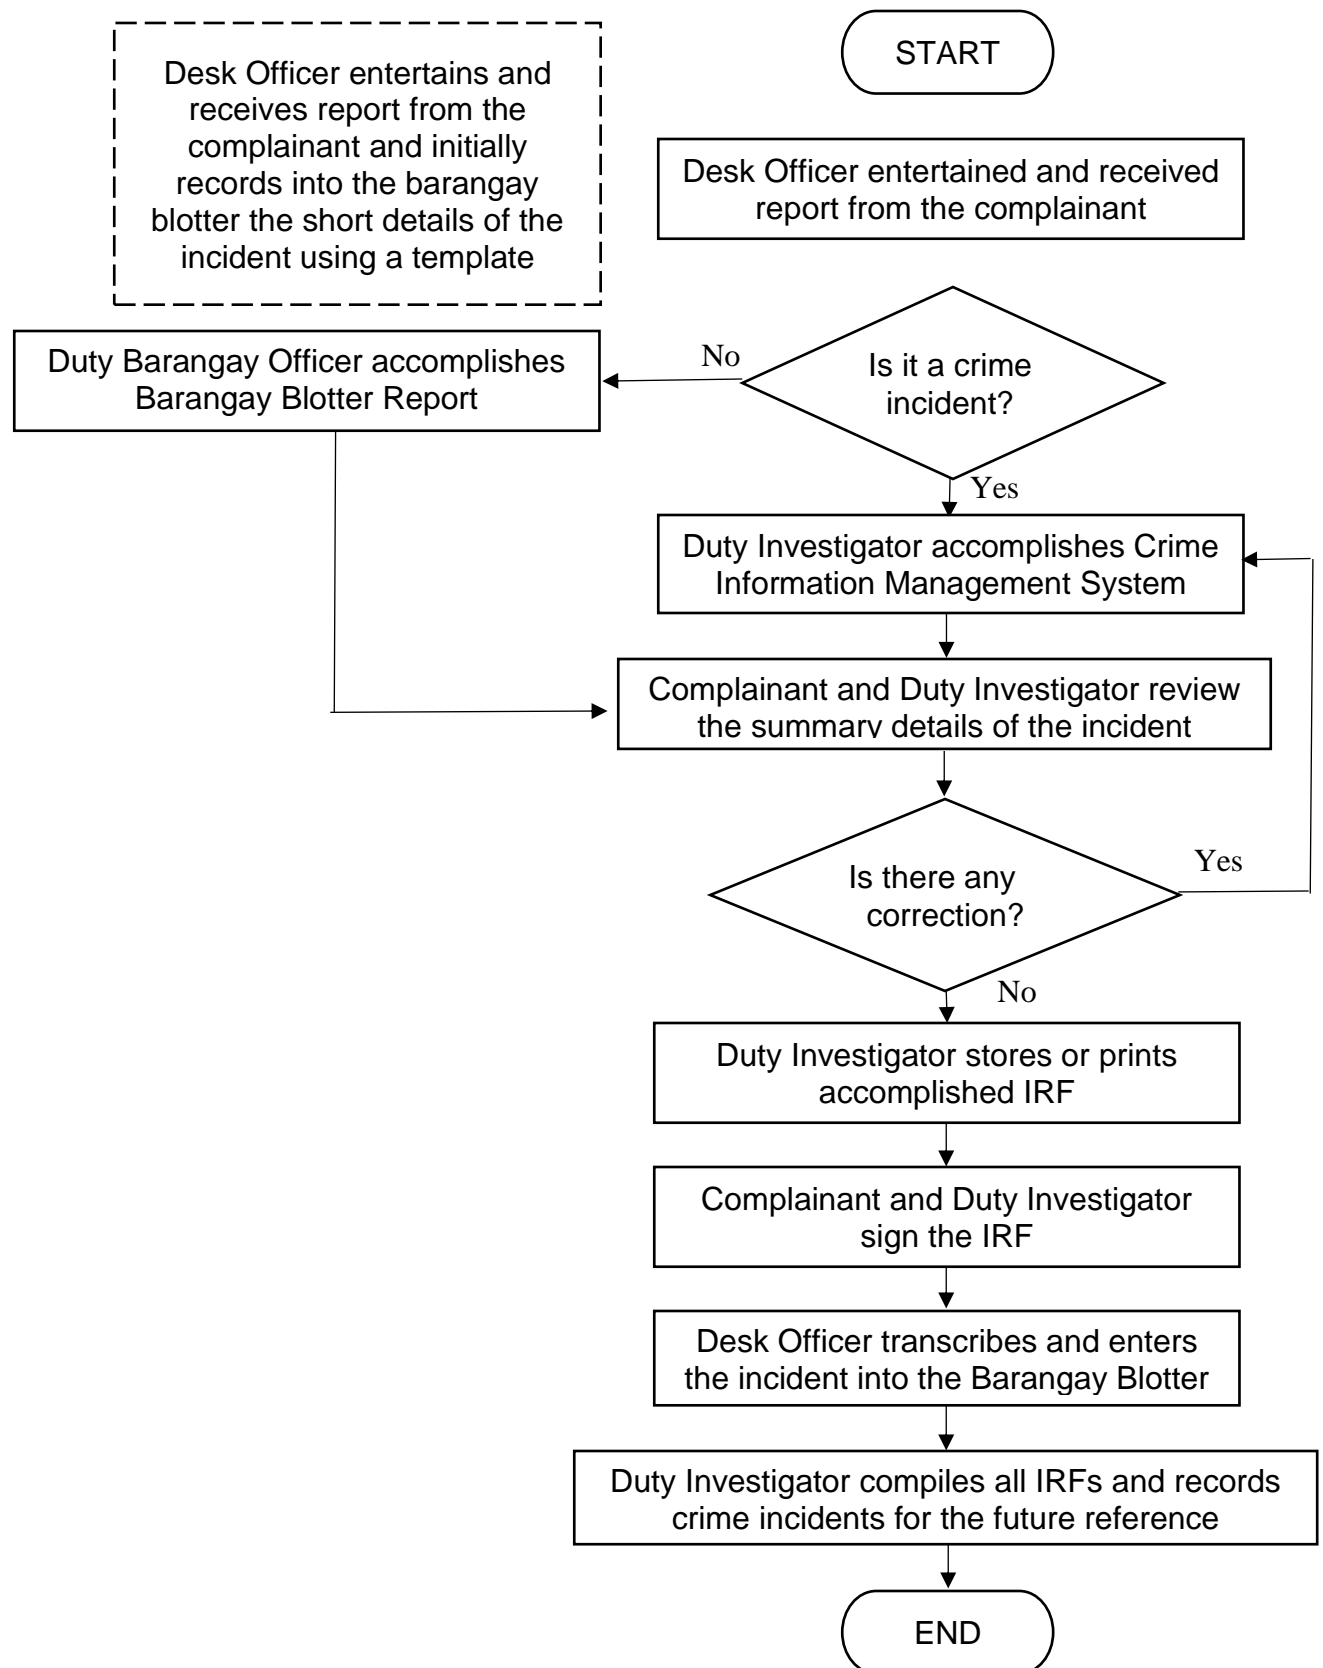 START
Desk Officer entertains and
receives report from the
complainant and initially
records into the barangay
blotter the short details of the
incident using a template
Desk Officer entertained and received
report from the complainant
Is it a crime
incident?
No
Duty Barangay Officer accomplishes
Barangay Blotter Report
Yes
Duty Investigator accomplishes Crime
Information Management System
Complainant and Duty Investigator review
the summary details of the incident
Is there any
correction?
Yes
No
Duty Investigator stores or prints
accomplished IRF
Complainant and Duty Investigator
sign the IRF
Desk Officer transcribes and enters
the incident into the Barangay Blotter
Duty Investigator compiles all IRFs and records
crime incidents for the future reference
END